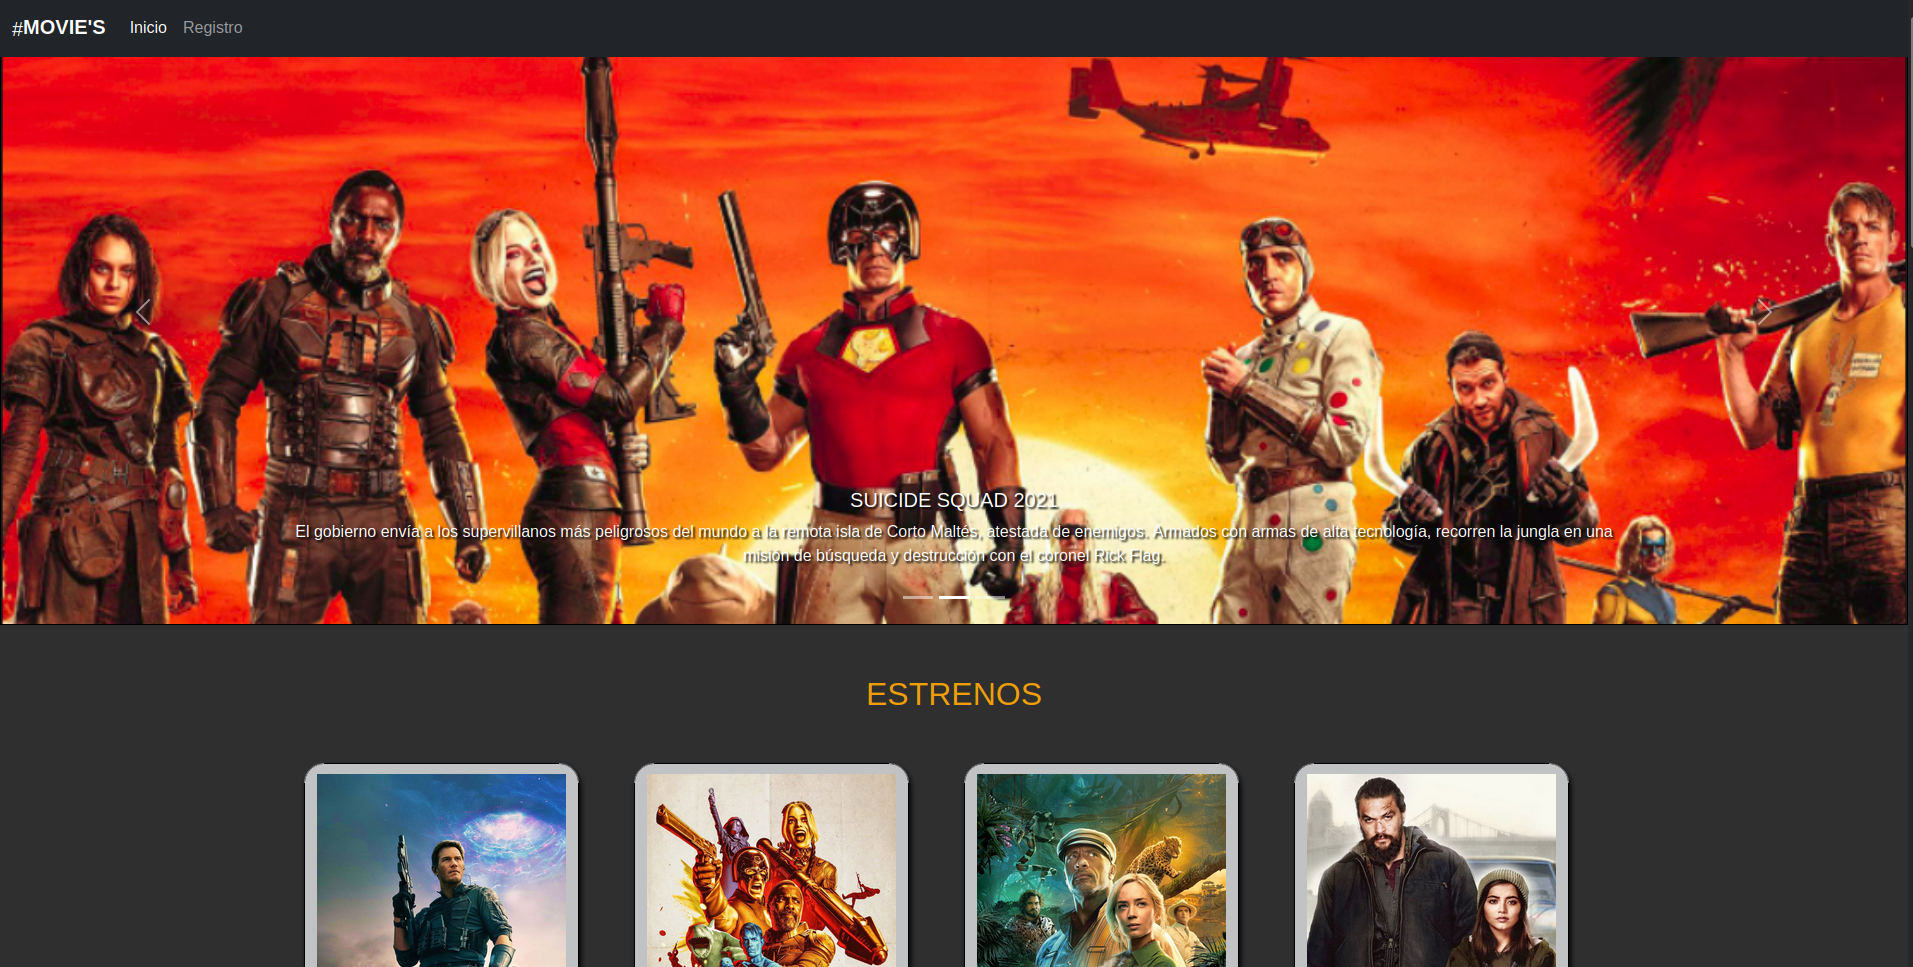 #MOVIE'S Inicio Registro
SUICIDE SQUAD 2021
El gobierno envía a los supervillanos más peligrosos del mundo a la remota isla de Corto Maltés, atestada de enemigos. Armados con armas de alta tecnología, recorren la jungla en una
misión de búsqueda y destrucción con el coronel Rick Flag.
ESTRENOS